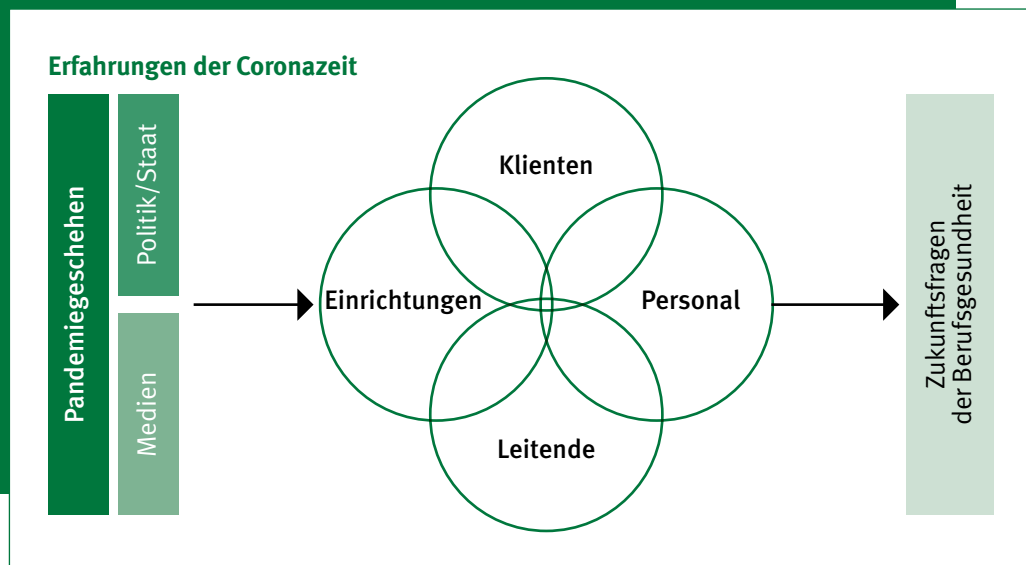 Erfahrungen der Coronazeit
Pandemiegeschehen
Politik/Staat
Medien
Klienten
Einrichtungen
Personal
Leitende
Zukunftsfragen
der Berufsgesundheit